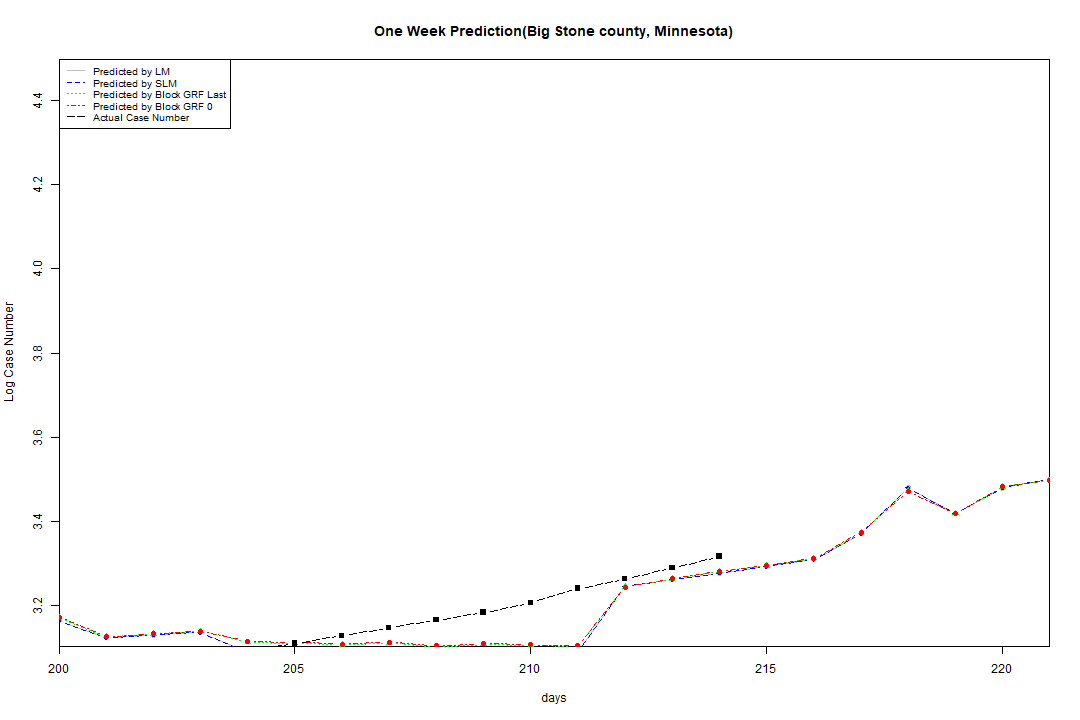 One Week Prediction(Big Stone county, Minnesota)
Predicted by LM
Predicted by SLM
Predicted by Block GRF Last
Predicted by Block GRF 0
Actual Case Number
4.4
4.2
4.0
3.8
3.6
3.4
3.2
Log Case Number
200 205 210 215 220
days